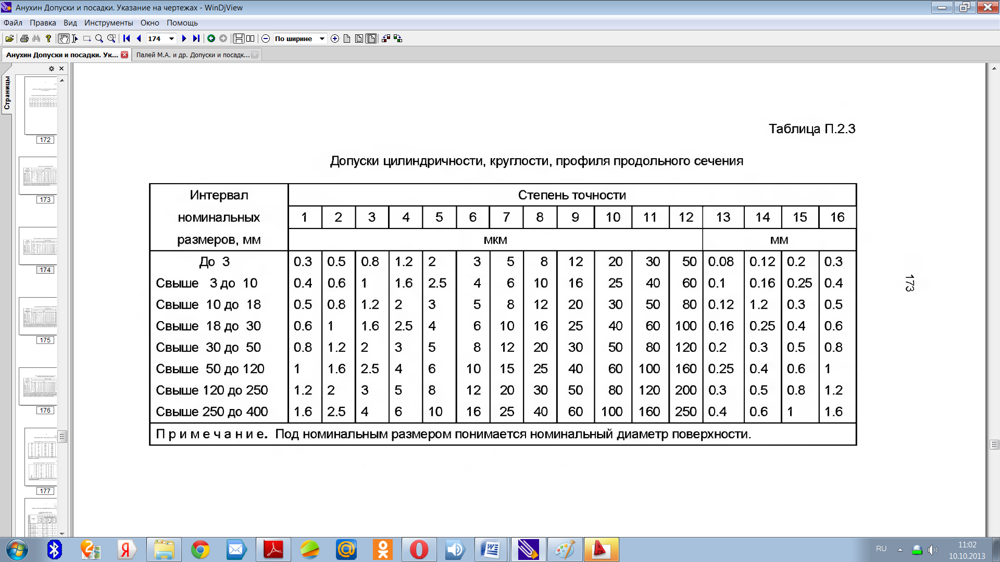 Анухин Допуски и посадки. Указание на чертежах - WinDjView
Файл Правка Вид Инструменты Окно Помощь
174 По ширине
Анухин Допуски и посадки. Ук... Палей М.А. и др. Допуски и посадк...
Страницы
172
173
174
175
176
177
Таблица П.2.3
Допуски цилиндричности, круглости, профиля продольного сечения
Интервал номинальных размеров, мм Степень точности
1 2 3 4 5 6 7 8 9 10 11 12 13 14 15 16
мкм мм
До 3 0.3 0.5 0.8 1.2 2 3 5 8 12 20 30 50 0.08 0.12 0.2 0.3
Свыше 3 до 10 0.4 0.6 1 1.6 2.5 4 6 10 16 25 40 60 0.1 0.16 0.25 0.4
Свыше 10 до 18 0.5 0.8 1.2 2 3 5 8 12 20 30 50 80 0.12 1.2 0.3 0.5
Свыше 18 до 30 0.6 1 1.6 2.5 4 6 10 16 25 40 60 100 0.16 0.25 0.4 0.6
Свыше 30 до 50 0.8 1.2 2 3 5 8 12 20 30 50 80 120 0.2 0.3 0.5 0.8
Свыше 50 до 120 1 1.6 2.5 4 6 10 15 25 40 60 100 160 0.25 0.4 0.6 1
Свыше 120 до 250 1.2 2 3 5 8 12 20 30 50 80 120 200 0.3 0.5 0.8 1.2
Свыше 250 до 400 1.6 2.5 4 6 10 16 25 40 60 100 160 250 0.4 0.6 1 1.6
Примечание. Под номинальным размером понимается номинальный диаметр поверхности.
173
RU
11:02
10.10.2013